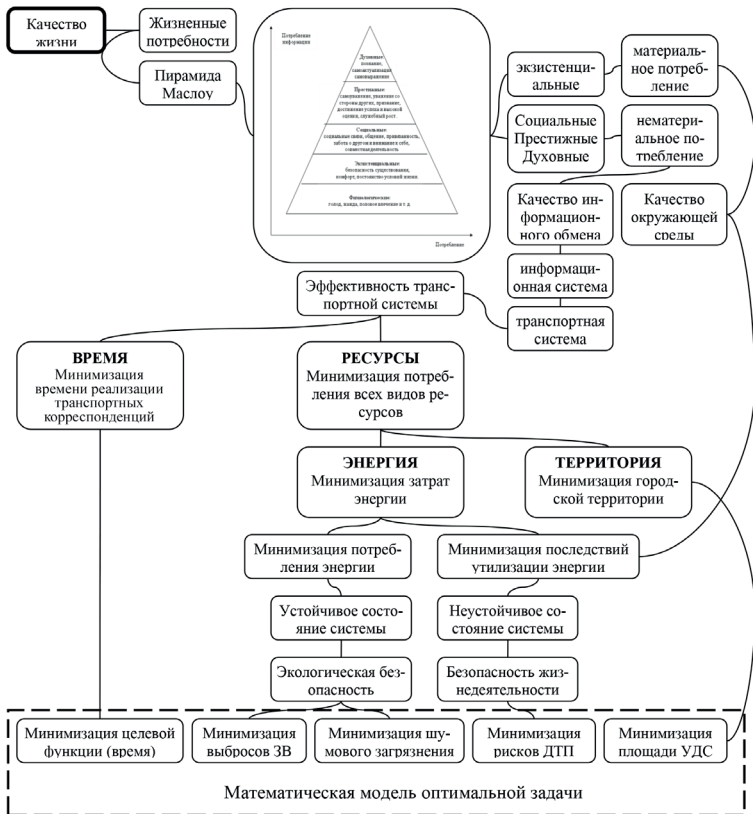 Качество
жизни
Жизненные
потребности
Пирамида
Маслоу
Потребление
информации
Духовные:
познание,
самоактуализация
самовыражение
Престижные:
самоуважение, уважение со
стороны других, признание,
достижение успеха и высокой
оценки, служебный рост.
Социальные:
социальные связи, общение, привязанность,
забота о другом и внимание к себе,
совместная деятельность
Экзистенциальные:
безопасность существования,
комфорт, постоянство условий жизни
Физиологические:
голод, жажда, половое влечение и т. д.
Потребление
экзистенци-
альные
материаль-
ное потреб-
ление
Социальные
Престижные
Духовные
нематери-
альное по-
требление
Качество ин-
формацион-
ного обмена
Качество
окружающей
среды
информаци-
онная система
транспортная
система
Эффективность транс-
портной системы
ВРЕМЯ
Минимизация
времени реализации
транспортных
корреспонденций
РЕСУРСЫ
Минимизация потреб-
ления всех видов ре-
сурсов
ЭНЕРГИЯ
Минимизация затрат
энергии
ТЕРРИТОРИЯ
Минимизация город-
ской территории
Минимизация потреб-
ления энергии
Минимизация последствий
утилизации энергии
Устойчивое состо-
яние системы
Неустойчивое со-
стояние системы
Экологическая без-
опасность
Безопасность жиз-
недеятельности
Минимизация целевой
функции (время)
Минимизация
выбросов ЗВ
Минимизация шу-
мового загрязнения
Минимизация
рисков ДТП
Минимизация
площади УДС
Математическая модель оптимальной задачи